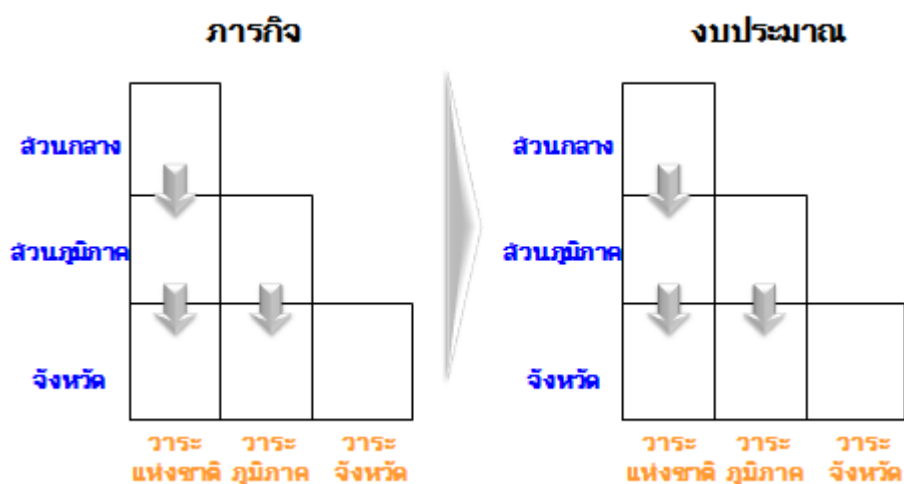 ภารกิจ
งบประมาณ
ส่วนกลาง
ส่วนกลาง
ส่วนภูมิภาค
ส่วนภูมิภาค
จังหวัด
จังหวัด
วาระ วาระ วาระ
แห่งชาติ ภูมิภาค จังหวัด
วาระ วาระ วาระ
แห่งชาติ ภูมิภาค จังหวัด